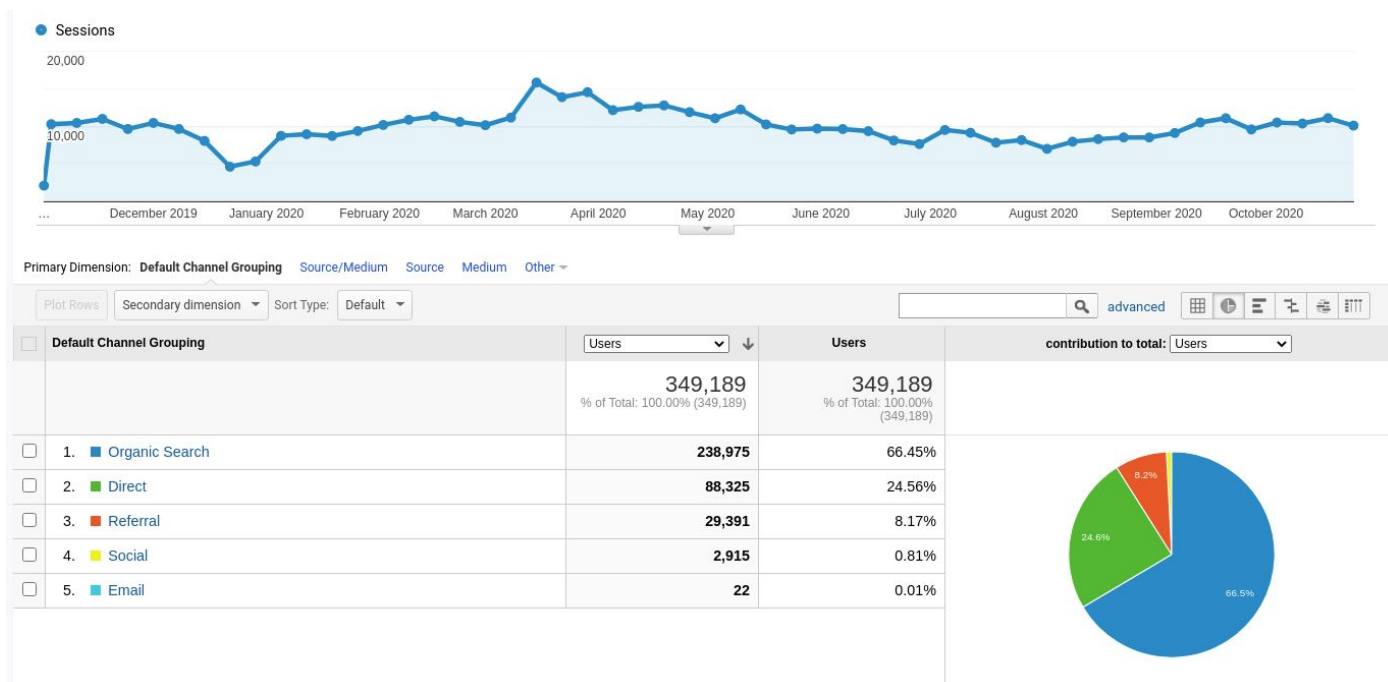 Sessions
20,000
10,000
... December 2019 January 2020 February 2020 March 2020 April 2020 May 2020 June 2020 July 2020 August 2020 September 2020 October 2020
Primary Dimension: Default Channel Grouping Source/Medium Source Medium Other
Plot Rows Secondary dimension Sort Type: Default advanced
Default Channel Grouping Users Users contribution to total: Users
349,189 349,189
% of Total: 100.00% (349,189) % of Total: 100.00%
(349,189)
1. Organic Search 238,975 66.45%
2. Direct 88,325 24.56%
3. Referral 29,391 8.17%
4. Social 2,915 0.81%
5. Email 22 0.01%
8.2%
24.6%
66.5%